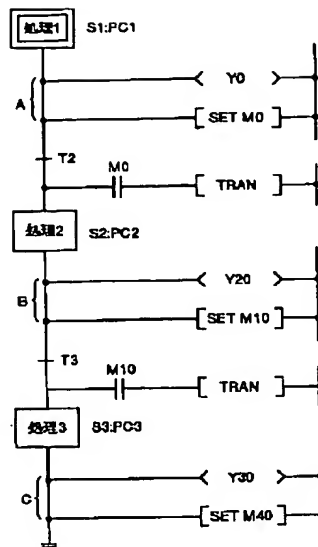 処理1 S1:PC1
A
Y0
SET M0
T2
M0
TRAN
処理2 S2:PC2
B
Y20
SET M10
T3
M10
TRAN
処理3 S3:PC3
C
Y30
SET M40